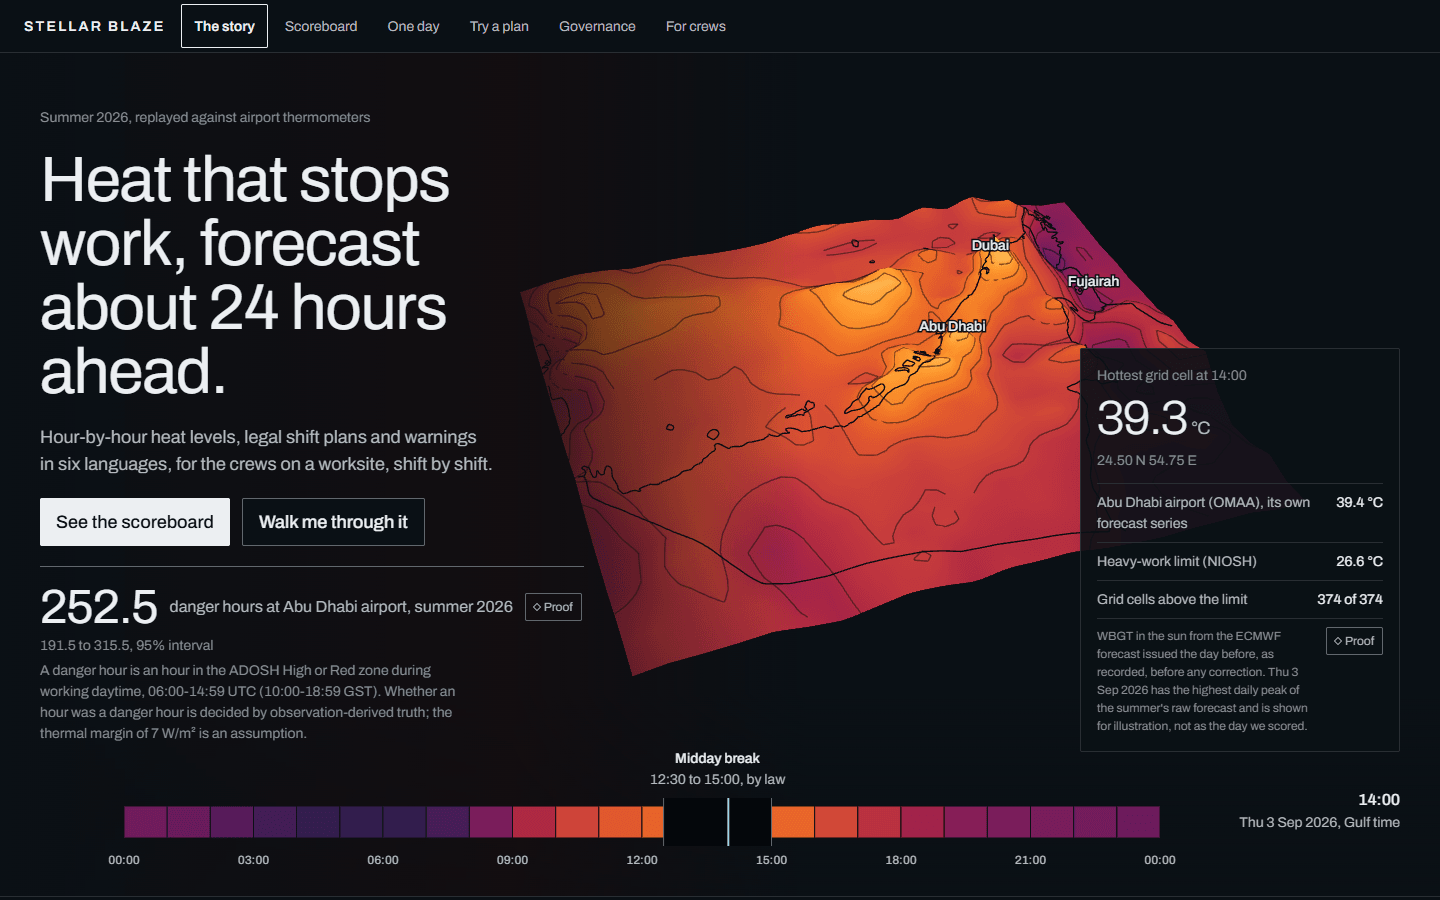 STELLAR BLAZE
The story
Scoreboard
One day
Try a plan
Governance
For crews
Summer 2026, replayed against airport thermometers
Heat that stops
work, forecast
about 24 hours
ahead.
Hour-by-hour heat levels, legal shift plans and warnings
in six languages, for the crews on a worksite, shift by shift.
See the scoreboard
Walk me through it
252.5 danger hours at Abu Dhabi airport, summer 2026
◇ Proof
191.5 to 315.5, 95% interval
A danger hour is an hour in the ADOSH High or Red zone during
working daytime, 06:00-14:59 UTC (10:00-18:59 GST). Whether an
hour was a danger hour is decided by observation-derived truth; the
thermal margin of 7 W/m² is an assumption.
Dubai
Fujairah
Abu Dhabi
Hottest grid cell at 14:00
39.3 °C
24.50 N 54.75 E
Abu Dhabi airport (OMAA), its own
forecast series
39.4 °C
Heavy-work limit (NIOSH)
26.6 °C
Grid cells above the limit
374 of 374
WBGT in the sun from the ECMWF
forecast issued the day before, as
recorded, before any correction. Thu 3
Sep 2026 has the highest daily peak of
the summer's raw forecast and is shown
for illustration, not as the day we scored.
◇ Proof
Midday break
12:30 to 15:00, by law
14:00
Thu 3 Sep 2026, Gulf time
00:00
03:00
06:00
09:00
12:00
15:00
18:00
21:00
00:00